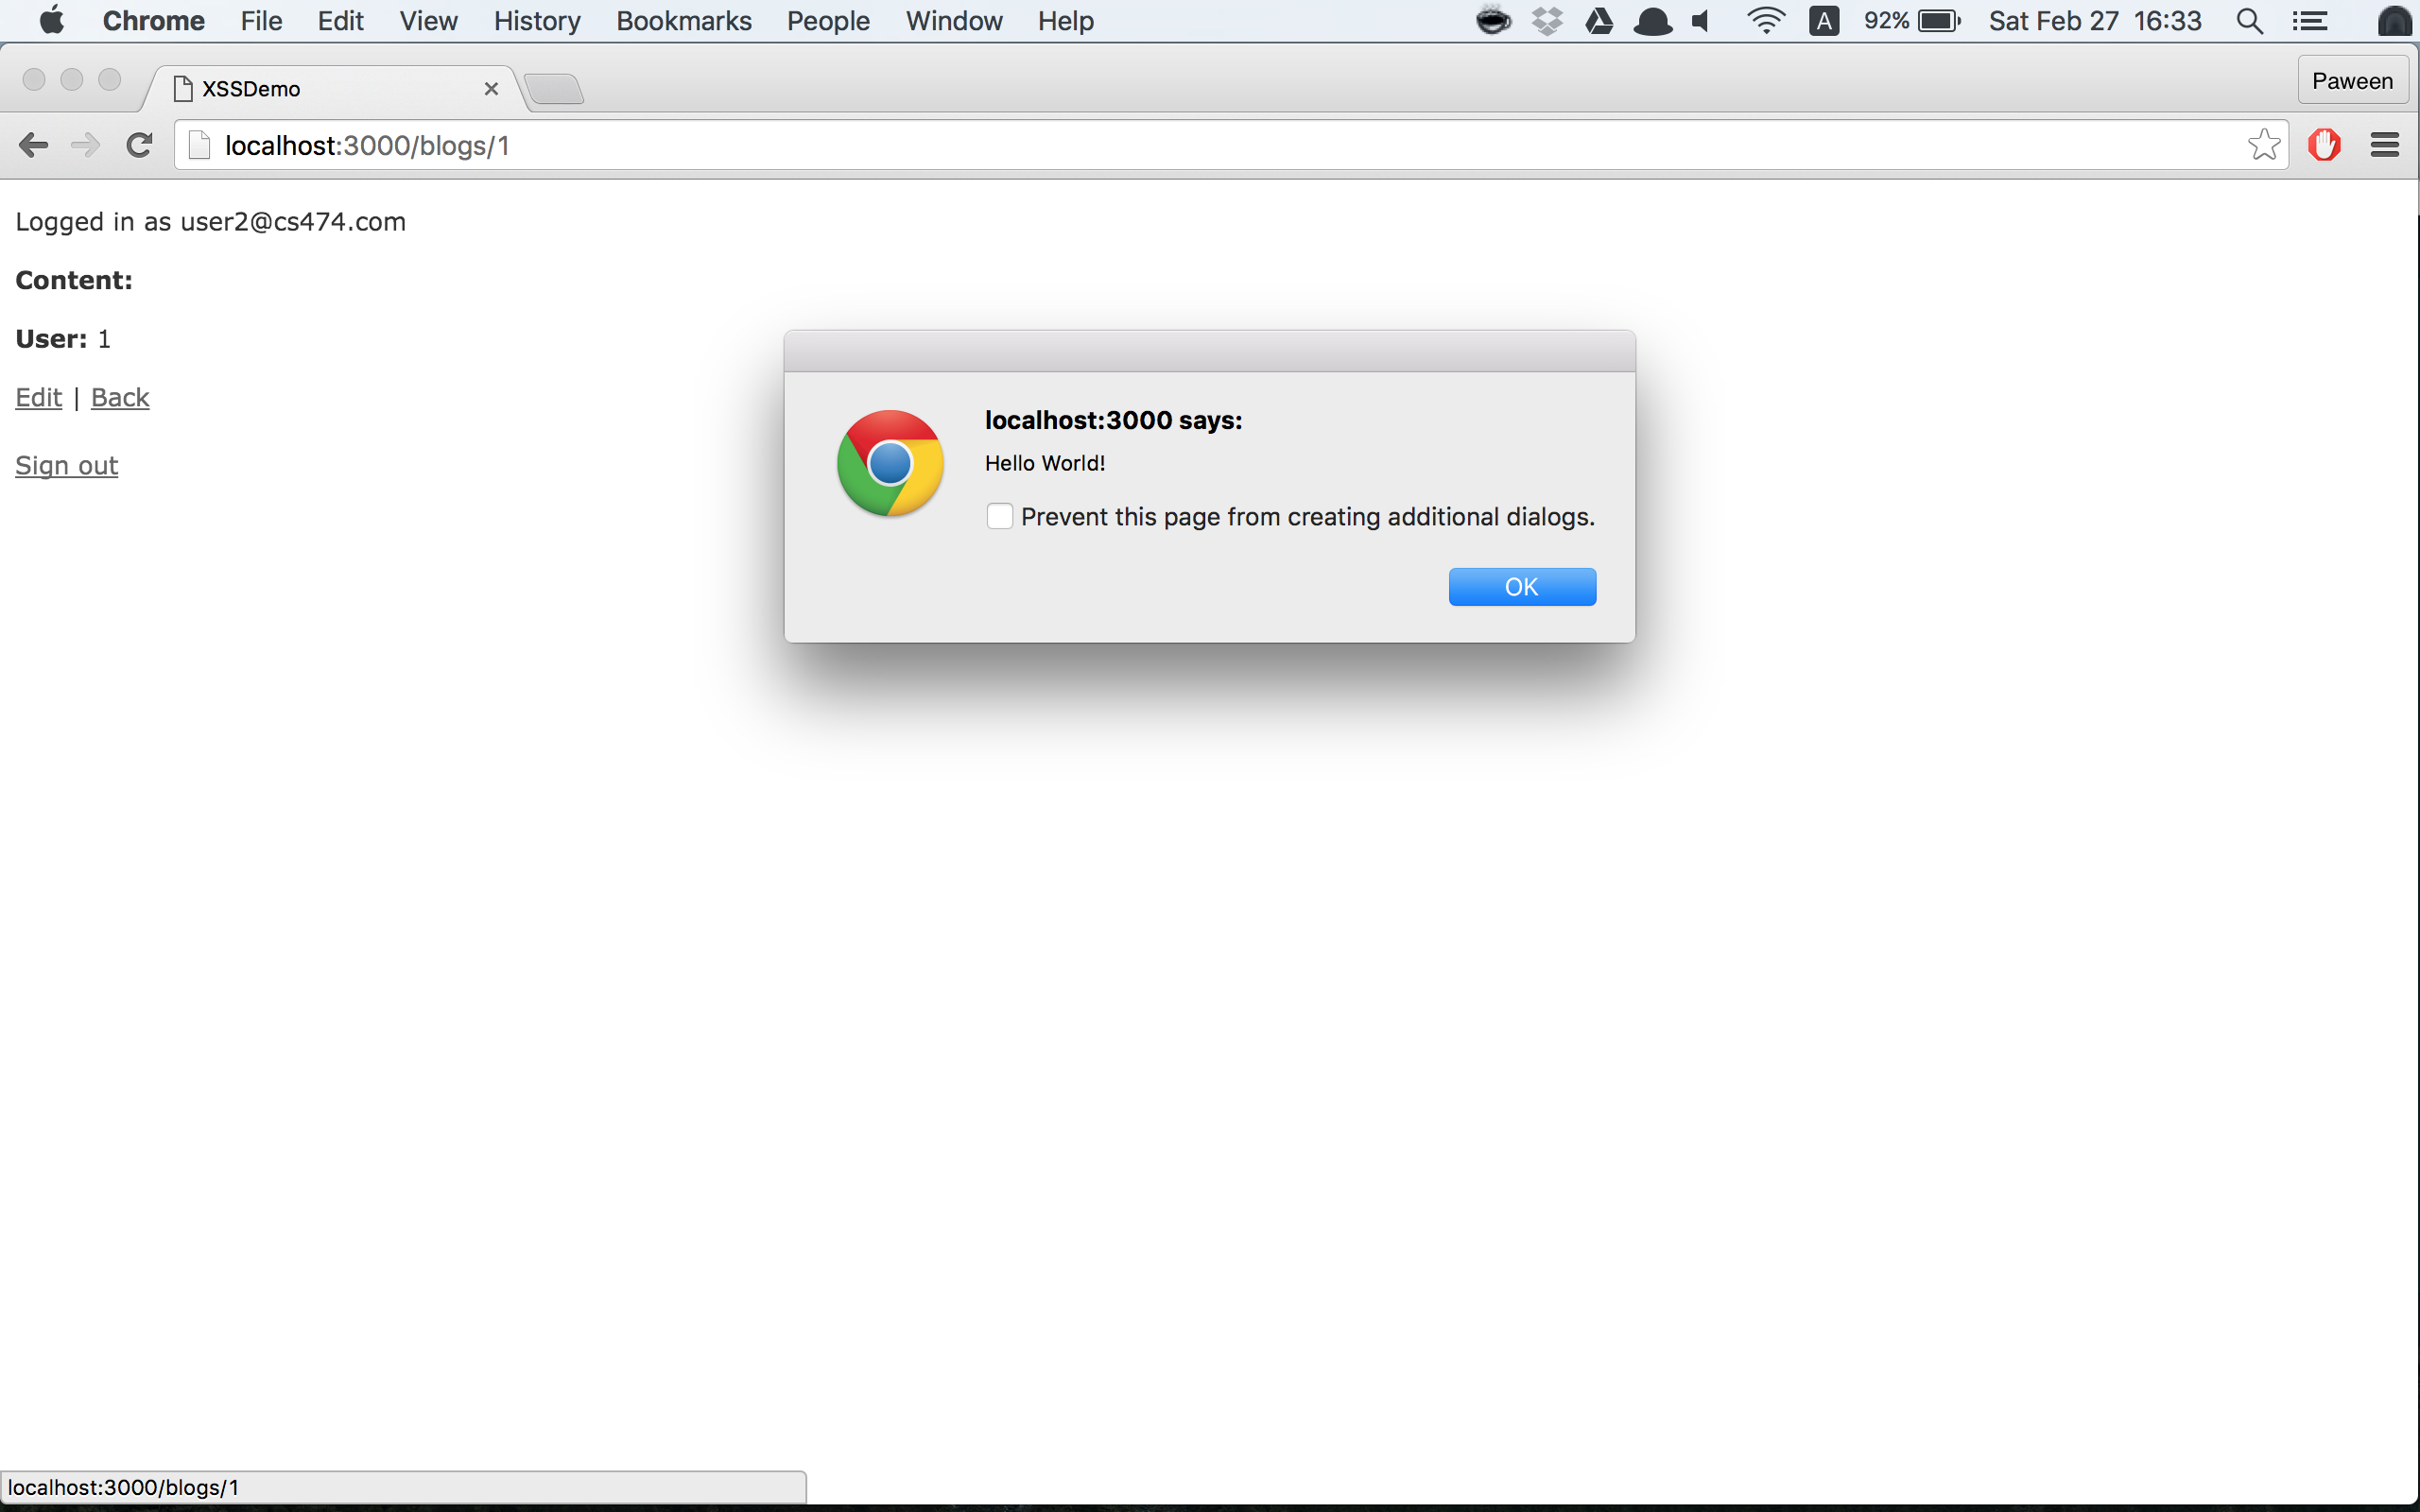 Chrome File Edit View History Bookmarks People Window Help A 92% Sat Feb 27 16:33
XSSDemo Paween
localhost:3000/blogs/1
Logged in as user2@cs474.com
Content:
User: 1
Edit | Back
Sign out
localhost:3000 says:
Hello World!
Prevent this page from creating additional dialogs.
OK
localhost:3000/blogs/1